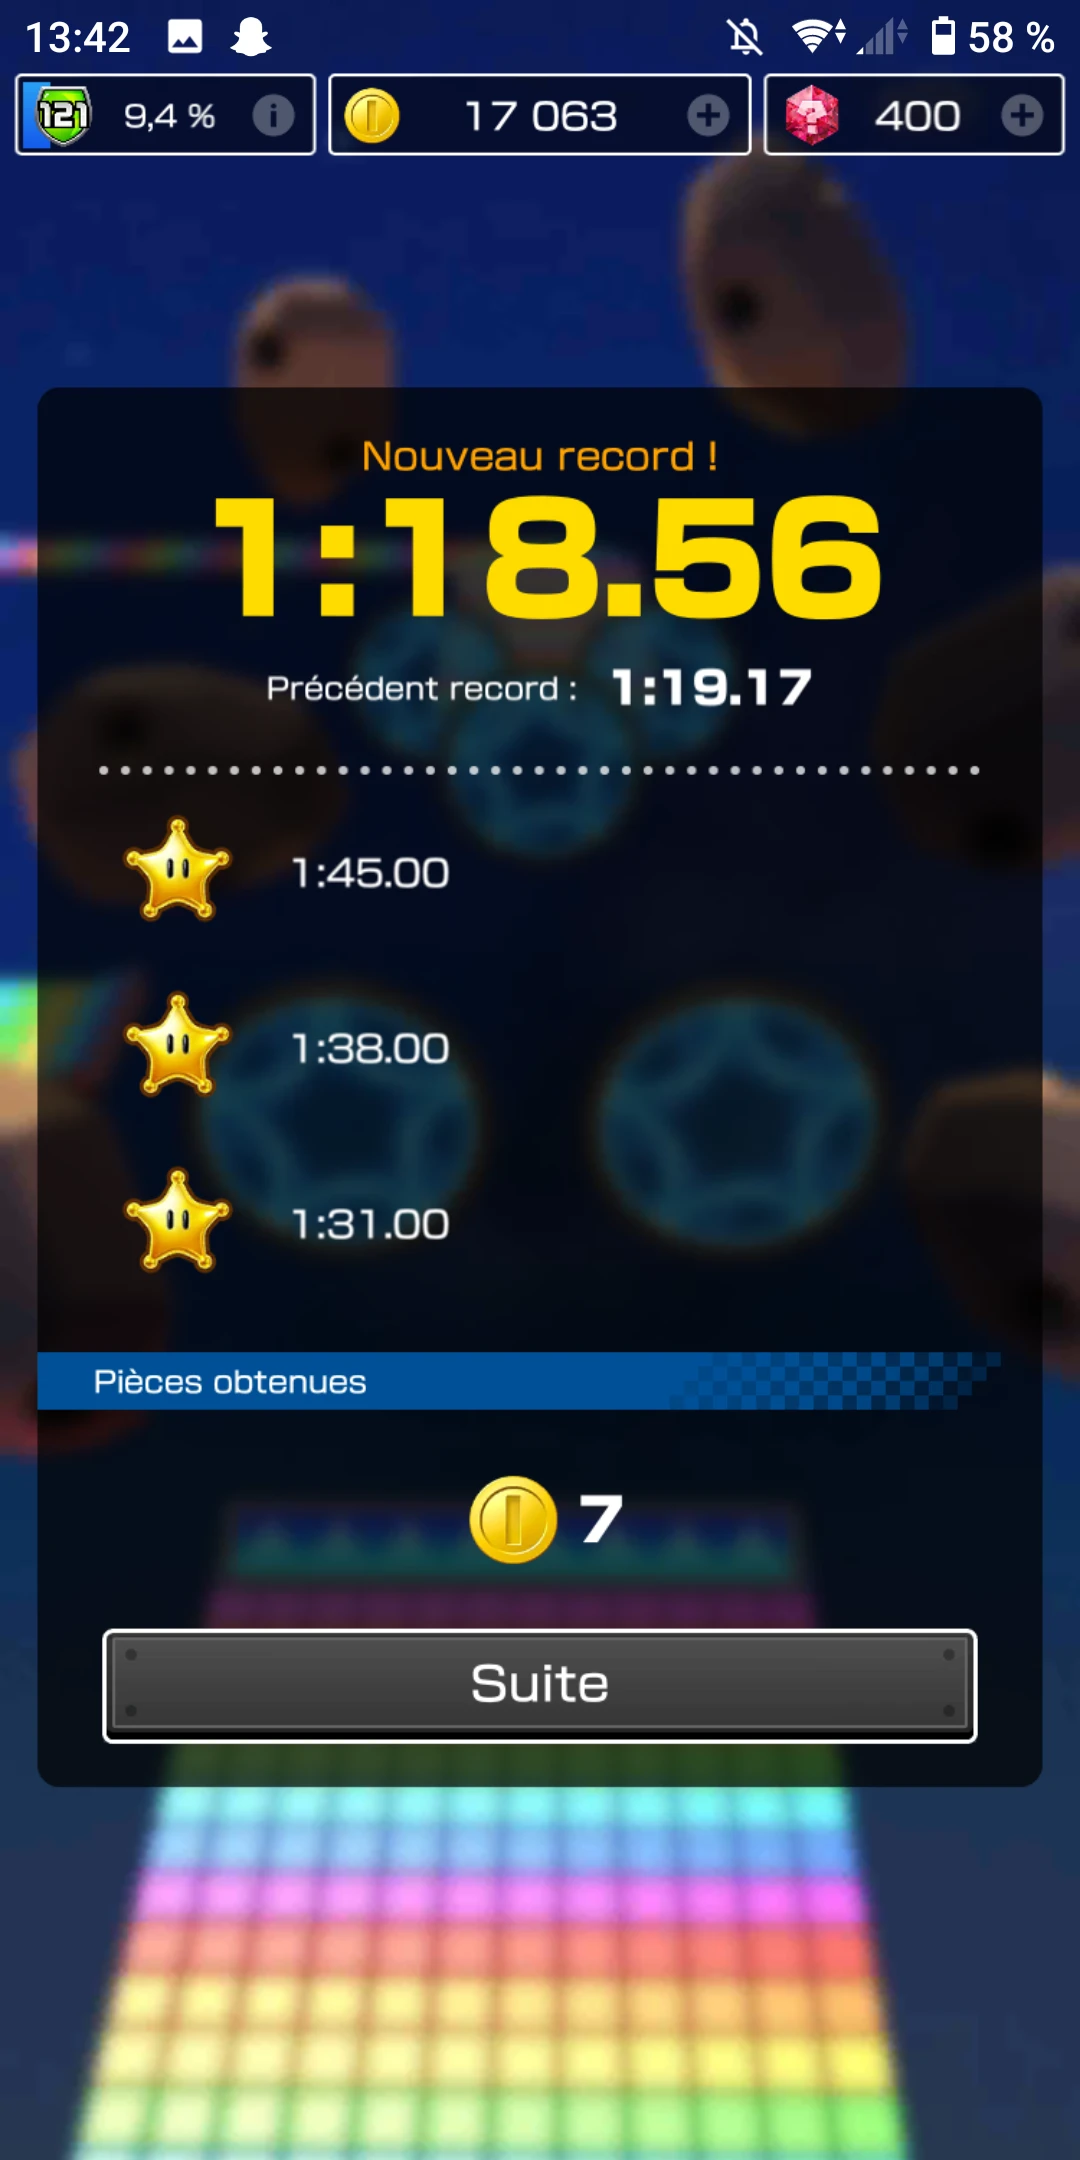 13:42 58 %
121 9,4 % 17 063 400
Nouveau record !
1:18.56
Précédent record : 1:19.17
1:45.00
1:38.00
1:31.00
Pièces obtenues
7
Suite